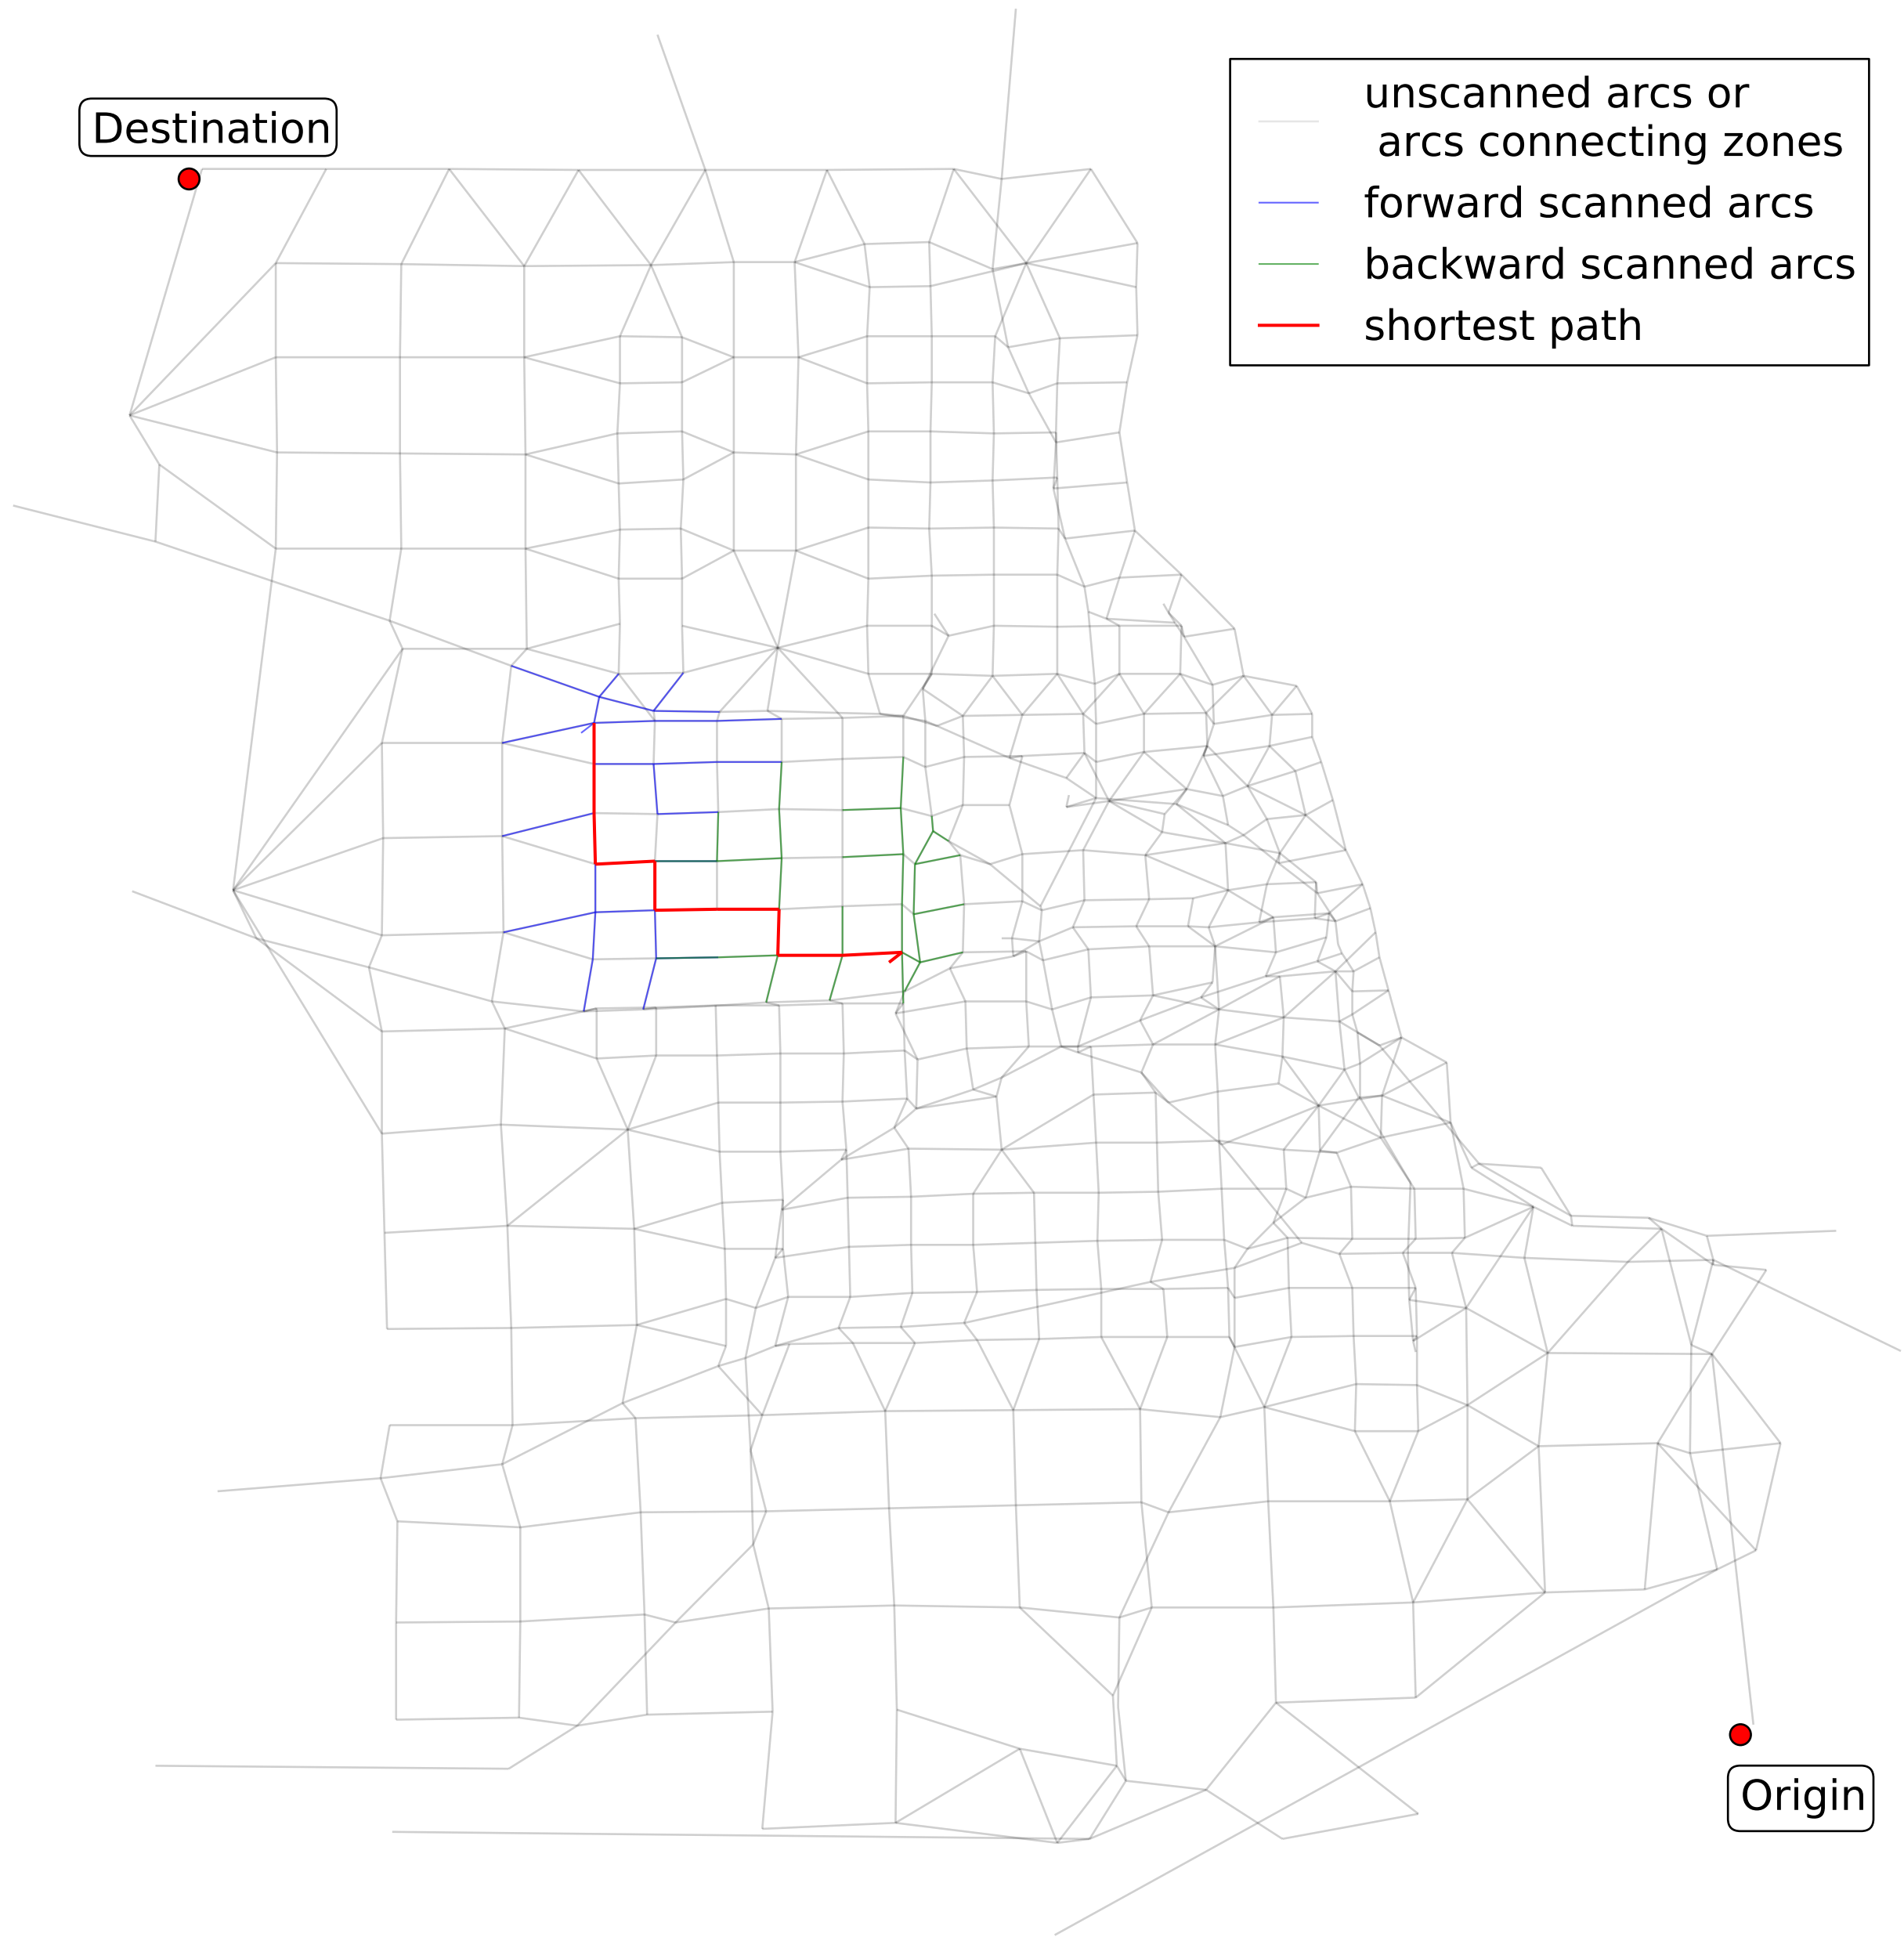 Destination
unscanned arcs or
arcs connecting zones
forward scanned arcs
backward scanned arcs
shortest path
Origin